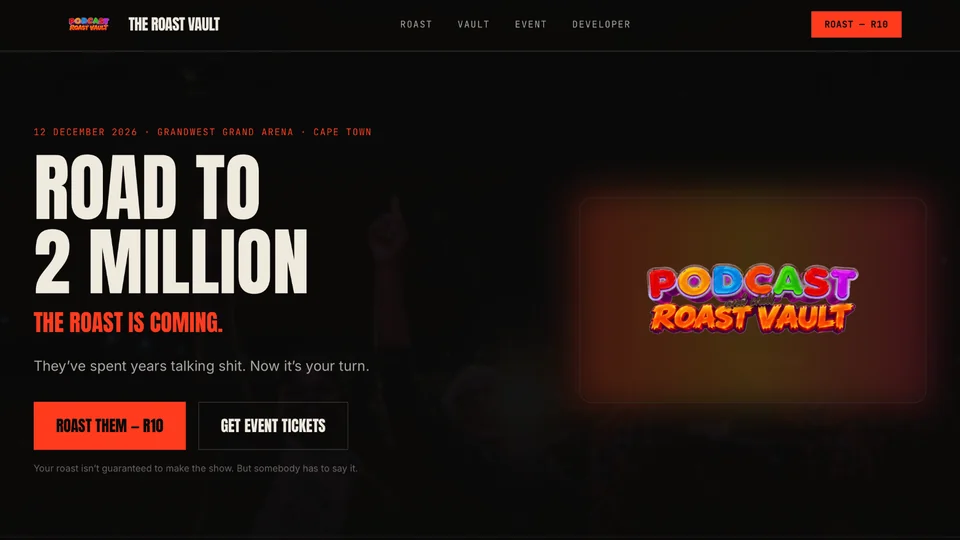 PODCAST
ROAST VAULT
THE ROAST VAULT
ROAST
VAULT
EVENT
DEVELOPER
ROAST — R10
12 DECEMBER 2026 · GRANDWEST GRAND ARENA · CAPE TOWN
ROAD TO
2 MILLION
THE ROAST IS COMING.
They’ve spent years talking shit. Now it’s your turn.
ROAST THEM — R10
GET EVENT TICKETS
Your roast isn’t guaranteed to make the show. But somebody has to say it.
PODCAST
ROAST VAULT